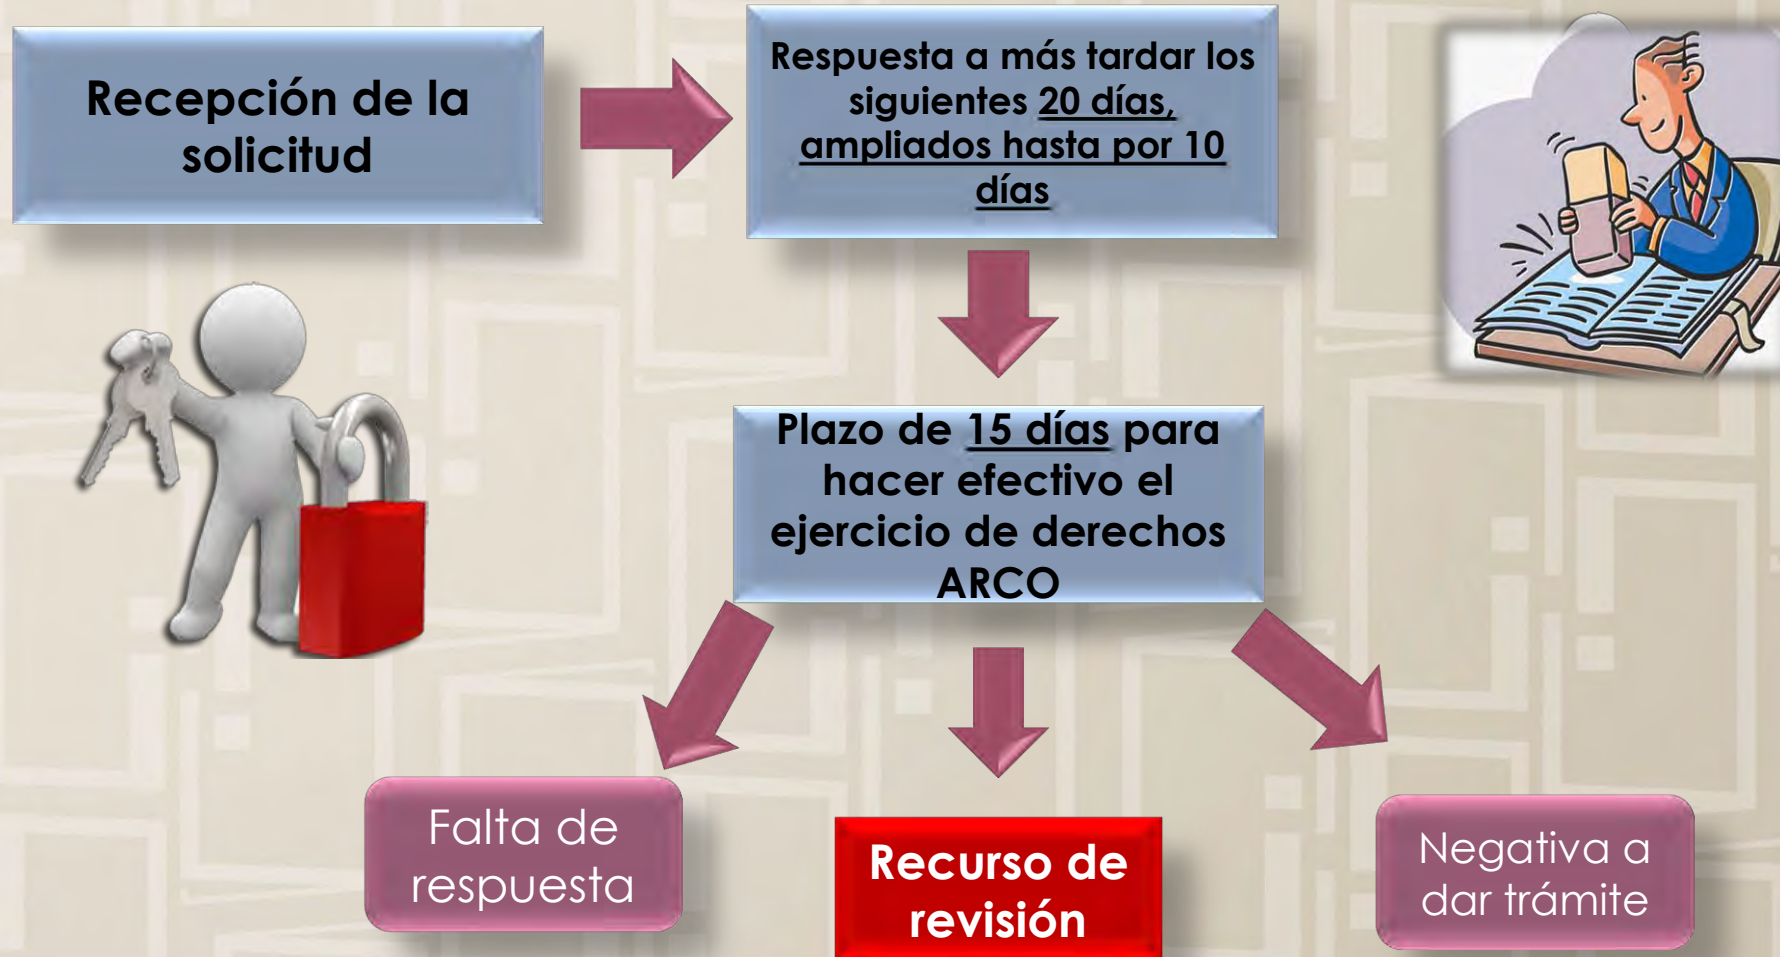 Recepción de la
solicitud
Respuesta a más tardar los
siguientes 20 días,
ampliados hasta por 10
días
Plazo de 15 días para
hacer efectivo el
ejercicio de derechos
ARCO
Falta de
respuesta
Recurso de
revisión
Negativa a
dar trámite